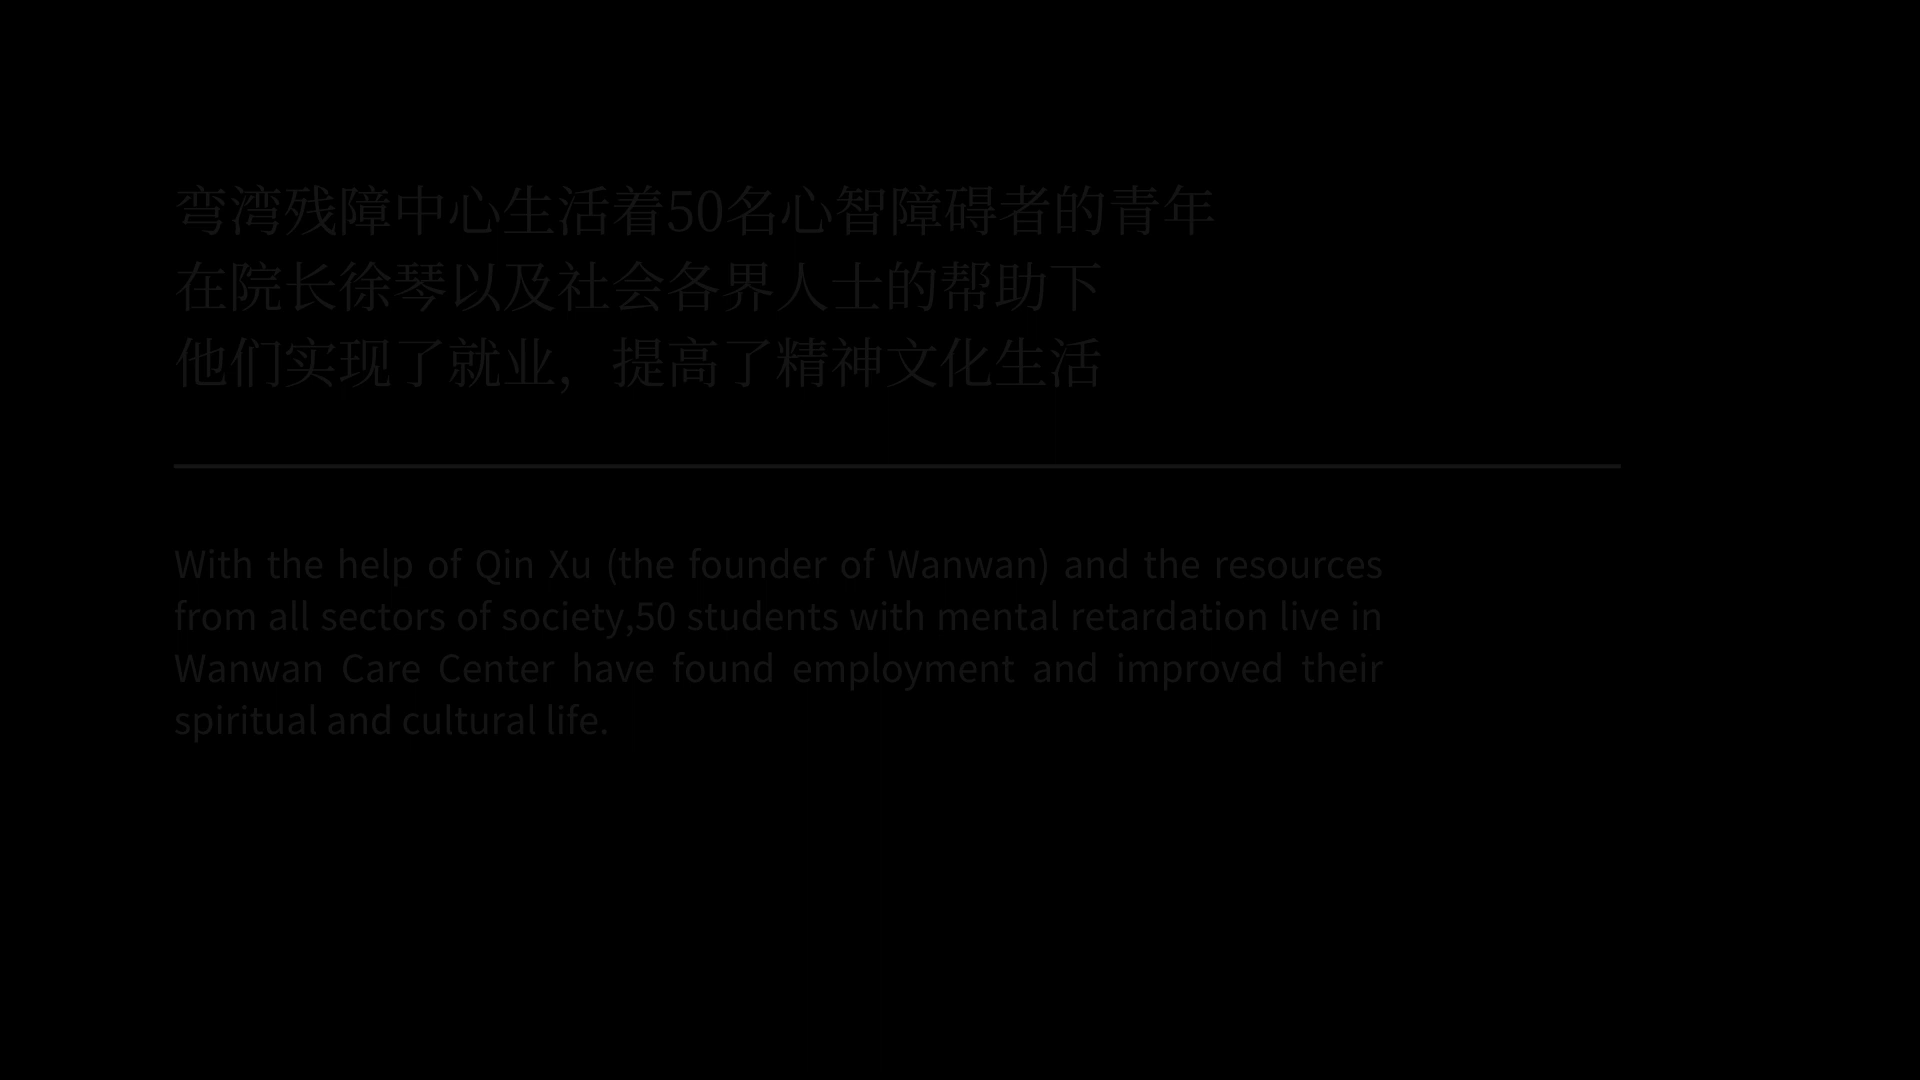 弯湾残障中心生活着50名心智障碍者的青年
在院长徐琴以及社会各界人士的帮助下
他们实现了就业，提高了精神文化生活
With the help of Qin Xu (the founder of Wanwan) and the resources
from all sectors of society,50 students with mental retardation live in
Wanwan Care Center have found employment and improved their
spiritual and cultural life.